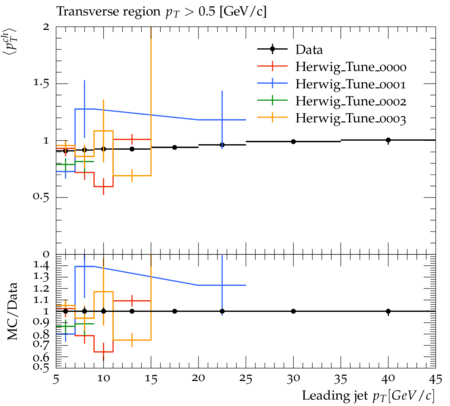 Transverse region p_T > 0.5 [GeV/c]
⟨p_T^ch⟩
2
1.5
1
0.5
0
Data
Herwig_Tune_0000
Herwig_Tune_0001
Herwig_Tune_0002
Herwig_Tune_0003
MC/Data
1.4
1.3
1.2
1.1
1
0.9
0.8
0.7
0.6
0.5
5 10 15 20 25 30 35 40 45
Leading jet p_T[GeV/c]